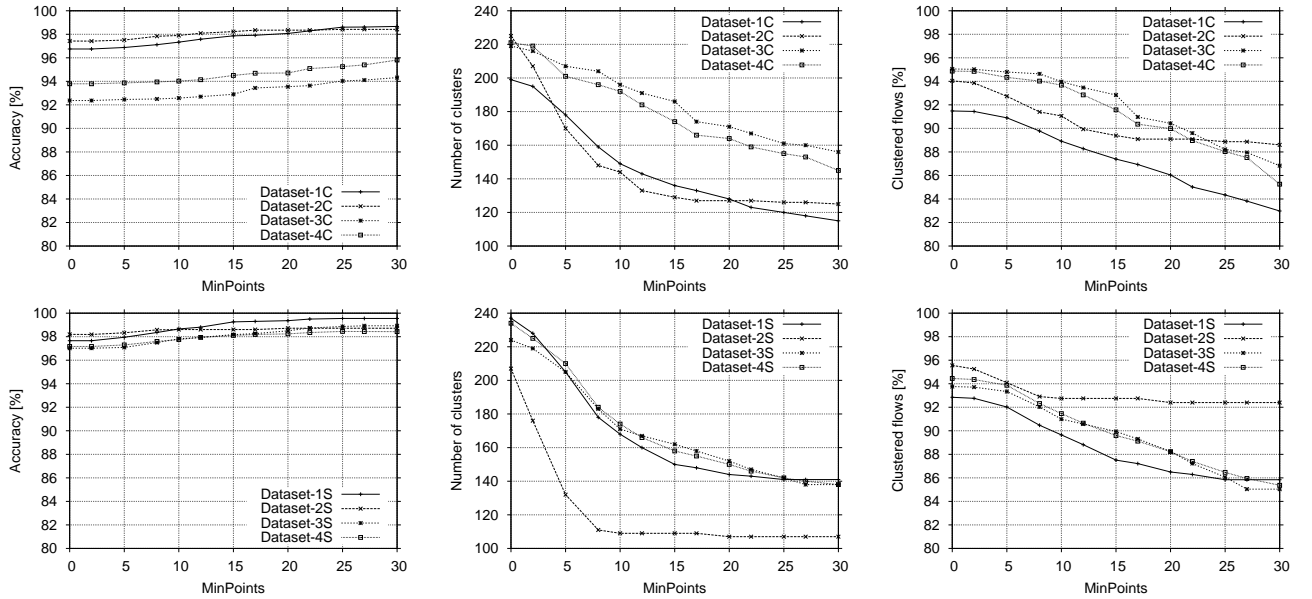 100
98
96
94
92
90
88
86
84
82
80
Accuracy [%]
Dataset-1C
Dataset-2C
Dataset-3C
Dataset-4C
0 5 10 15 20 25 30
MinPoints
240
220
200
180
160
140
120
100
Number of clusters
Dataset-1C
Dataset-2C
Dataset-3C
Dataset-4C
0 5 10 15 20 25 30
MinPoints
100
98
96
94
92
90
88
86
84
82
80
Clustered flows [%]
Dataset-1C
Dataset-2C
Dataset-3C
Dataset-4C
0 5 10 15 20 25 30
MinPoints
100
98
96
94
92
90
88
86
84
82
80
Accuracy [%]
Dataset-1S
Dataset-2S
Dataset-3S
Dataset-4S
0 5 10 15 20 25 30
MinPoints
240
220
200
180
160
140
120
100
Number of clusters
Dataset-1S
Dataset-2S
Dataset-3S
Dataset-4S
0 5 10 15 20 25 30
MinPoints
100
98
96
94
92
90
88
86
84
82
80
Clustered flows [%]
Dataset-1S
Dataset-2S
Dataset-3S
Dataset-4S
0 5 10 15 20 25 30
MinPoints